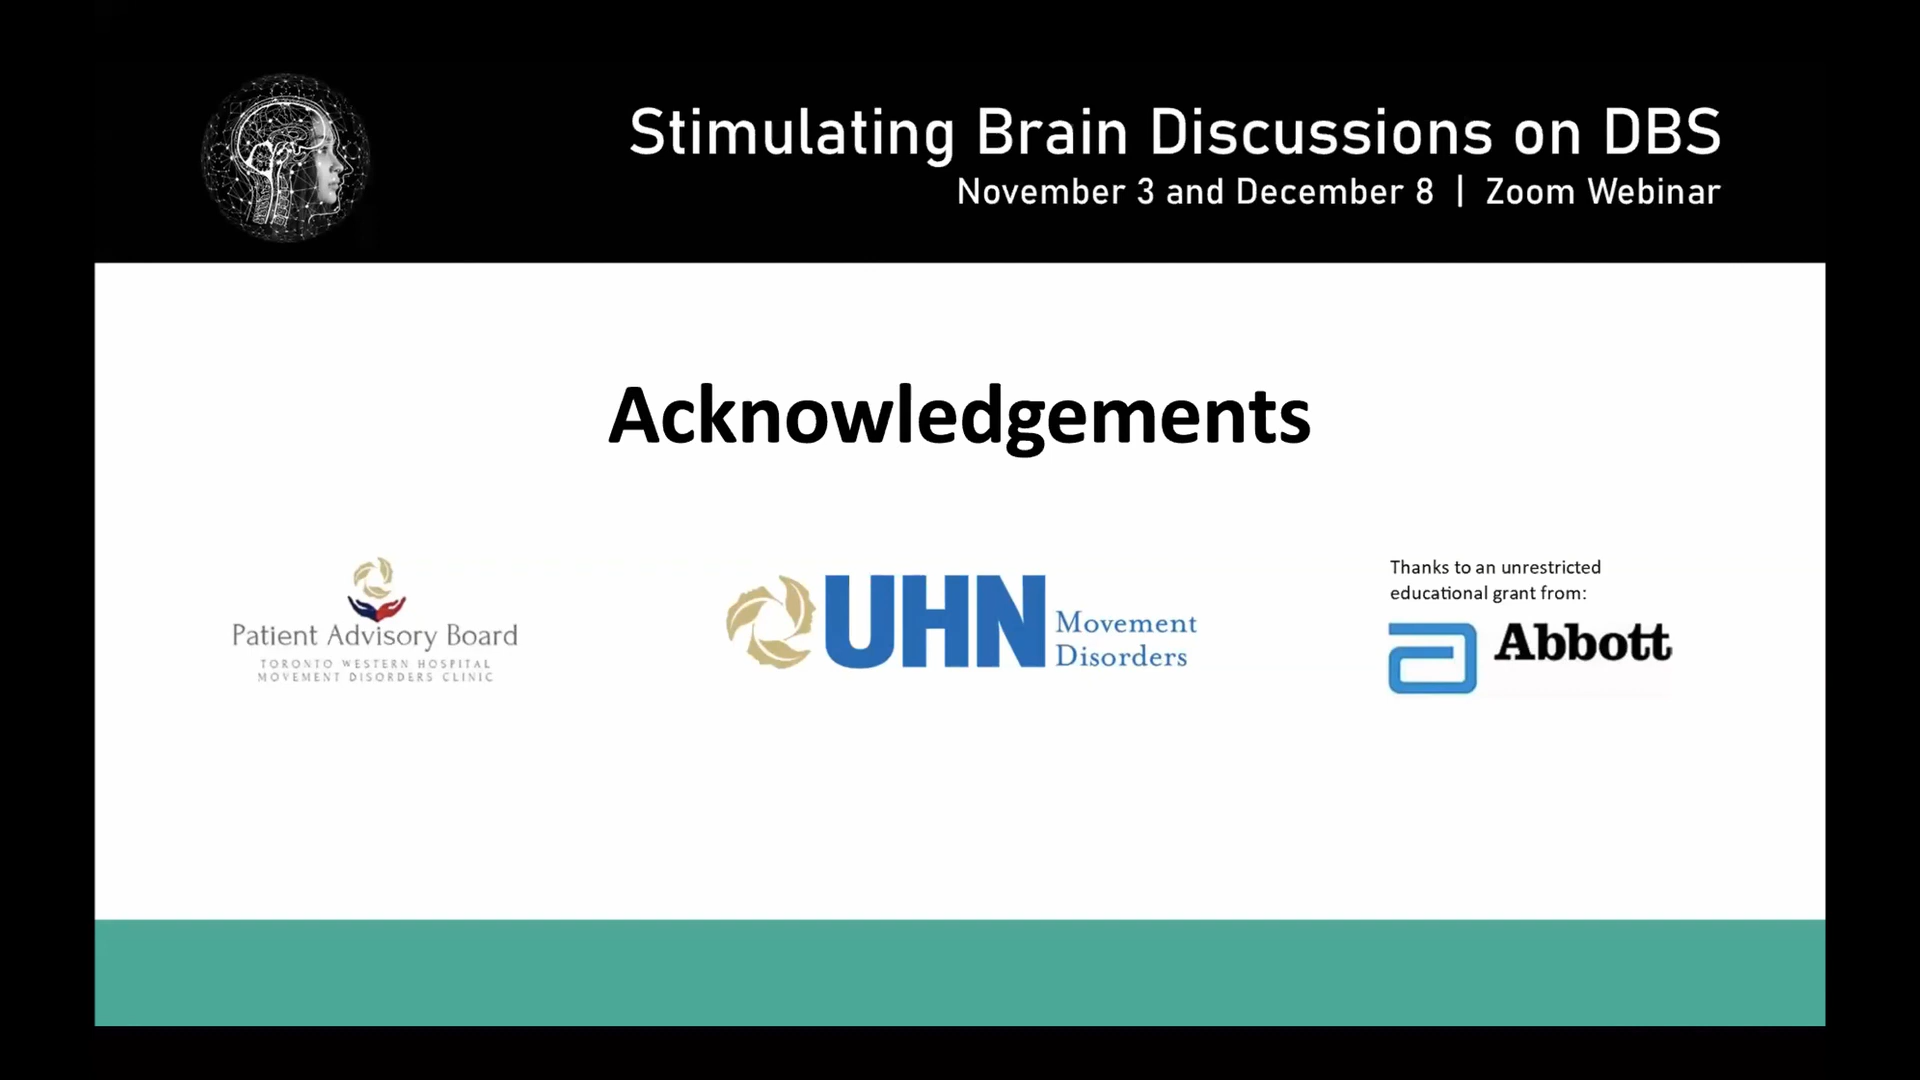 Stimulating Brain Discussions on DBS
November 3 and December 8 | Zoom Webinar
Acknowledgements
Patient Advisory Board
TORONTO WESTERN HOSPITAL
MOVEMENT DISORDERS CLINIC
UHN Movement
Disorders
Thanks to an unrestricted
educational grant from:
Abbott